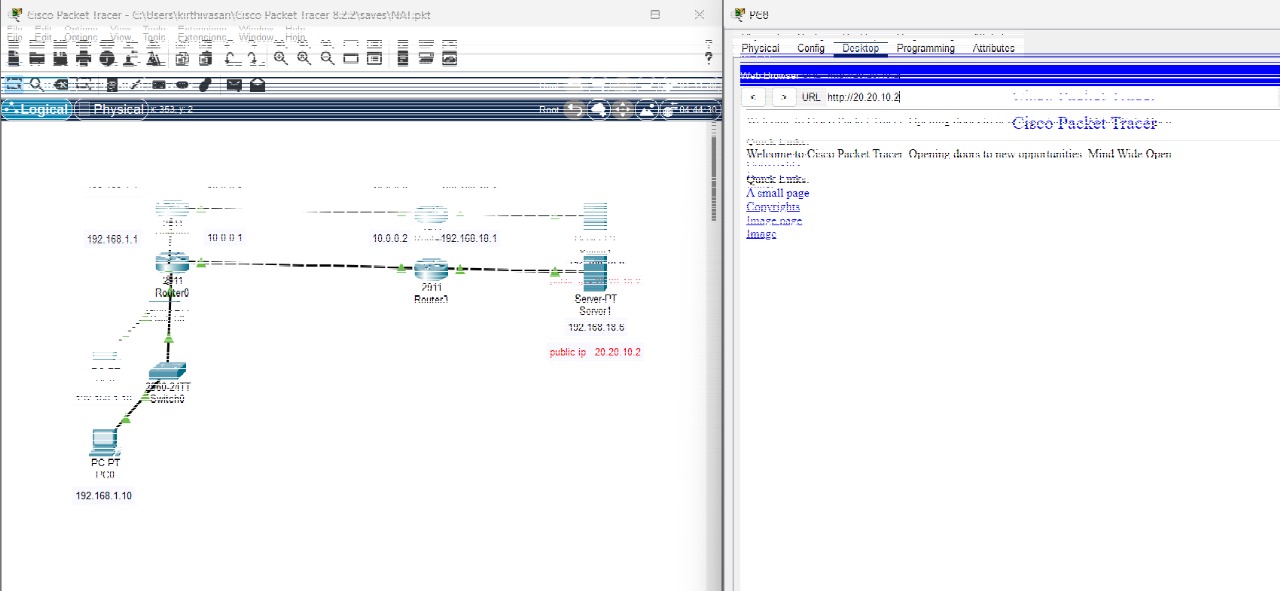 Cisco Packet Tracer - C:\Users\kirthivasan\Cisco Packet Tracer 8.2.2\saves\NAT.pkt
File Edit Options View Tools Extensions Window Help
Logical
Physical
x: 353, y: 2
Root
04:44:30
192.168.1.1
10.0.0.1
10.0.0.2
192.168.10.1
2911
Router0
2911
Server-PT
Server1
192.168.10.6
public ip 20.20.10.2
2960-24TT
Switch0
PC-PT
PC0
192.168.1.10
PC0
Physical
Config
Desktop
Programming
Attributes
Web Browser
<
>
URL
http://20.20.10.2
Cisco Packet Tracer
Welcome to Cisco Packet Tracer. Opening doors to new opportunities. Mind Wide Open.
Quick Links:
A small page
Copyrights
Image page
Image